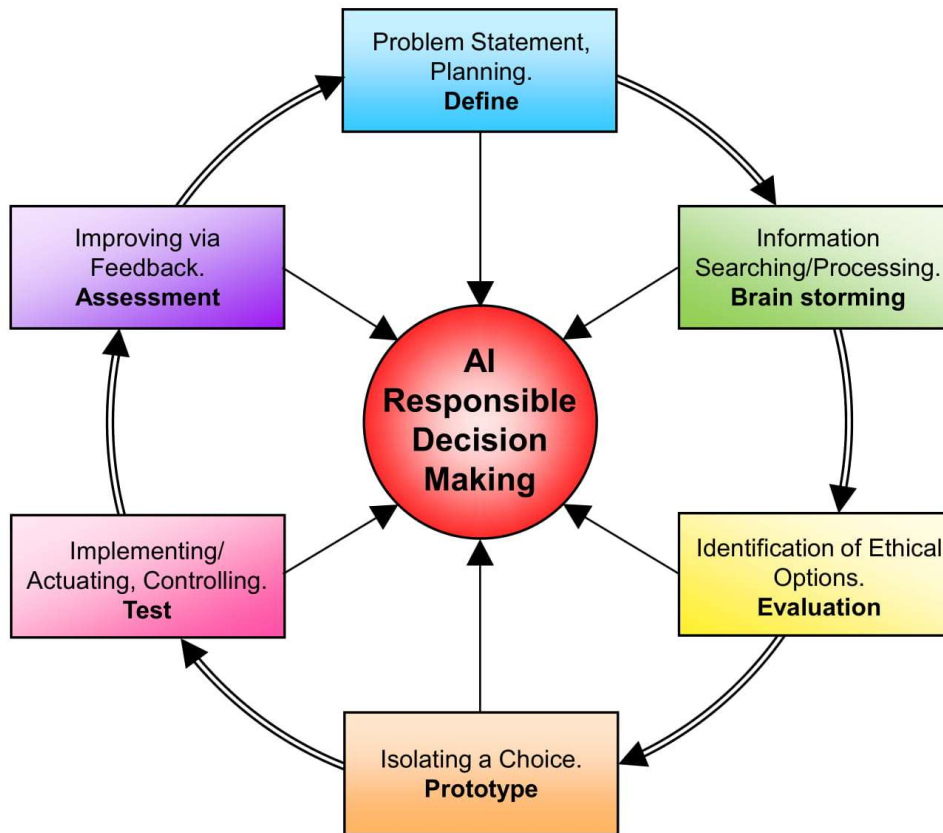 Problem Statement,
Planning.
Define
Information
Searching/Processing.
Brain storming
Identification of Ethical
Options.
Evaluation
Isolating a Choice.
Prototype
Implementing/
Actuating, Controlling.
Test
Improving via
Feedback.
Assessment
AI
Responsible
Decision
Making